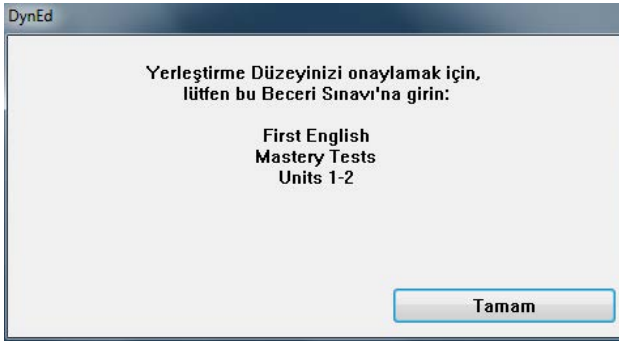 DynEd
Yerleştirme Düzeyinizi onaylamak için,
lütfen bu Beceri Sınavı'na girin:
First English
Mastery Tests
Units 1-2
Tamam